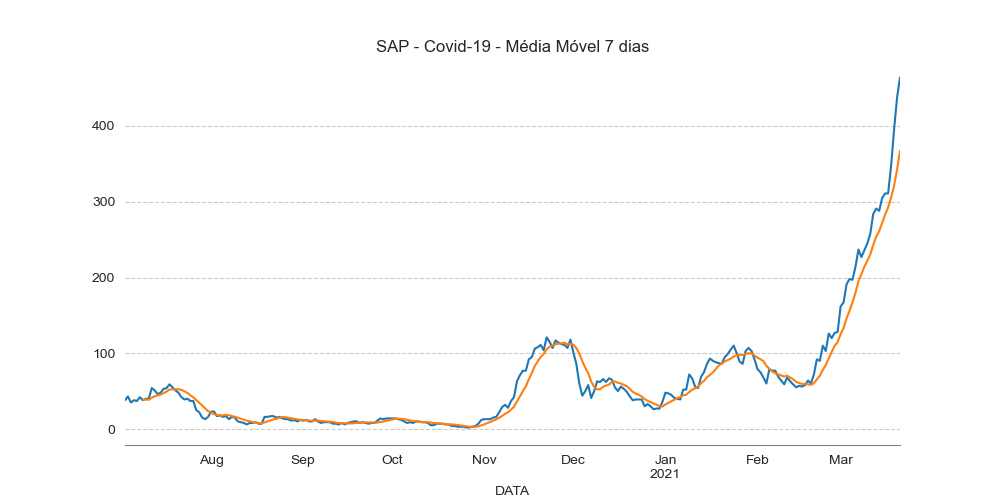 SAP - Covid-19 - Média Móvel 7 dias
400
300
200
100
0
Aug Sep Oct Nov Dec Jan Feb Mar
2021
DATA